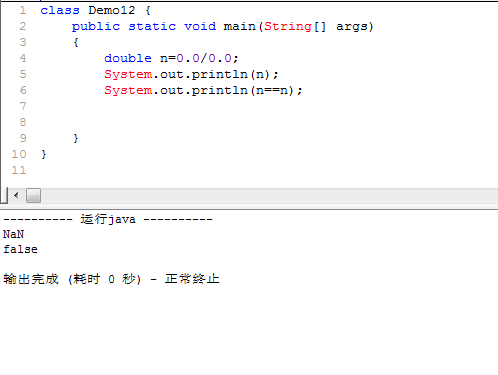 1 class Demo12 {
2 public static void main(String[] args)
3 {
4 double n=0.0/0.0;
5 System.out.println(n);
6 System.out.println(n==n);
7
8
9 }
10 }
11
---------- 运行java ----------
NaN
false
输出完成 (耗时 0 秒) - 正常终止